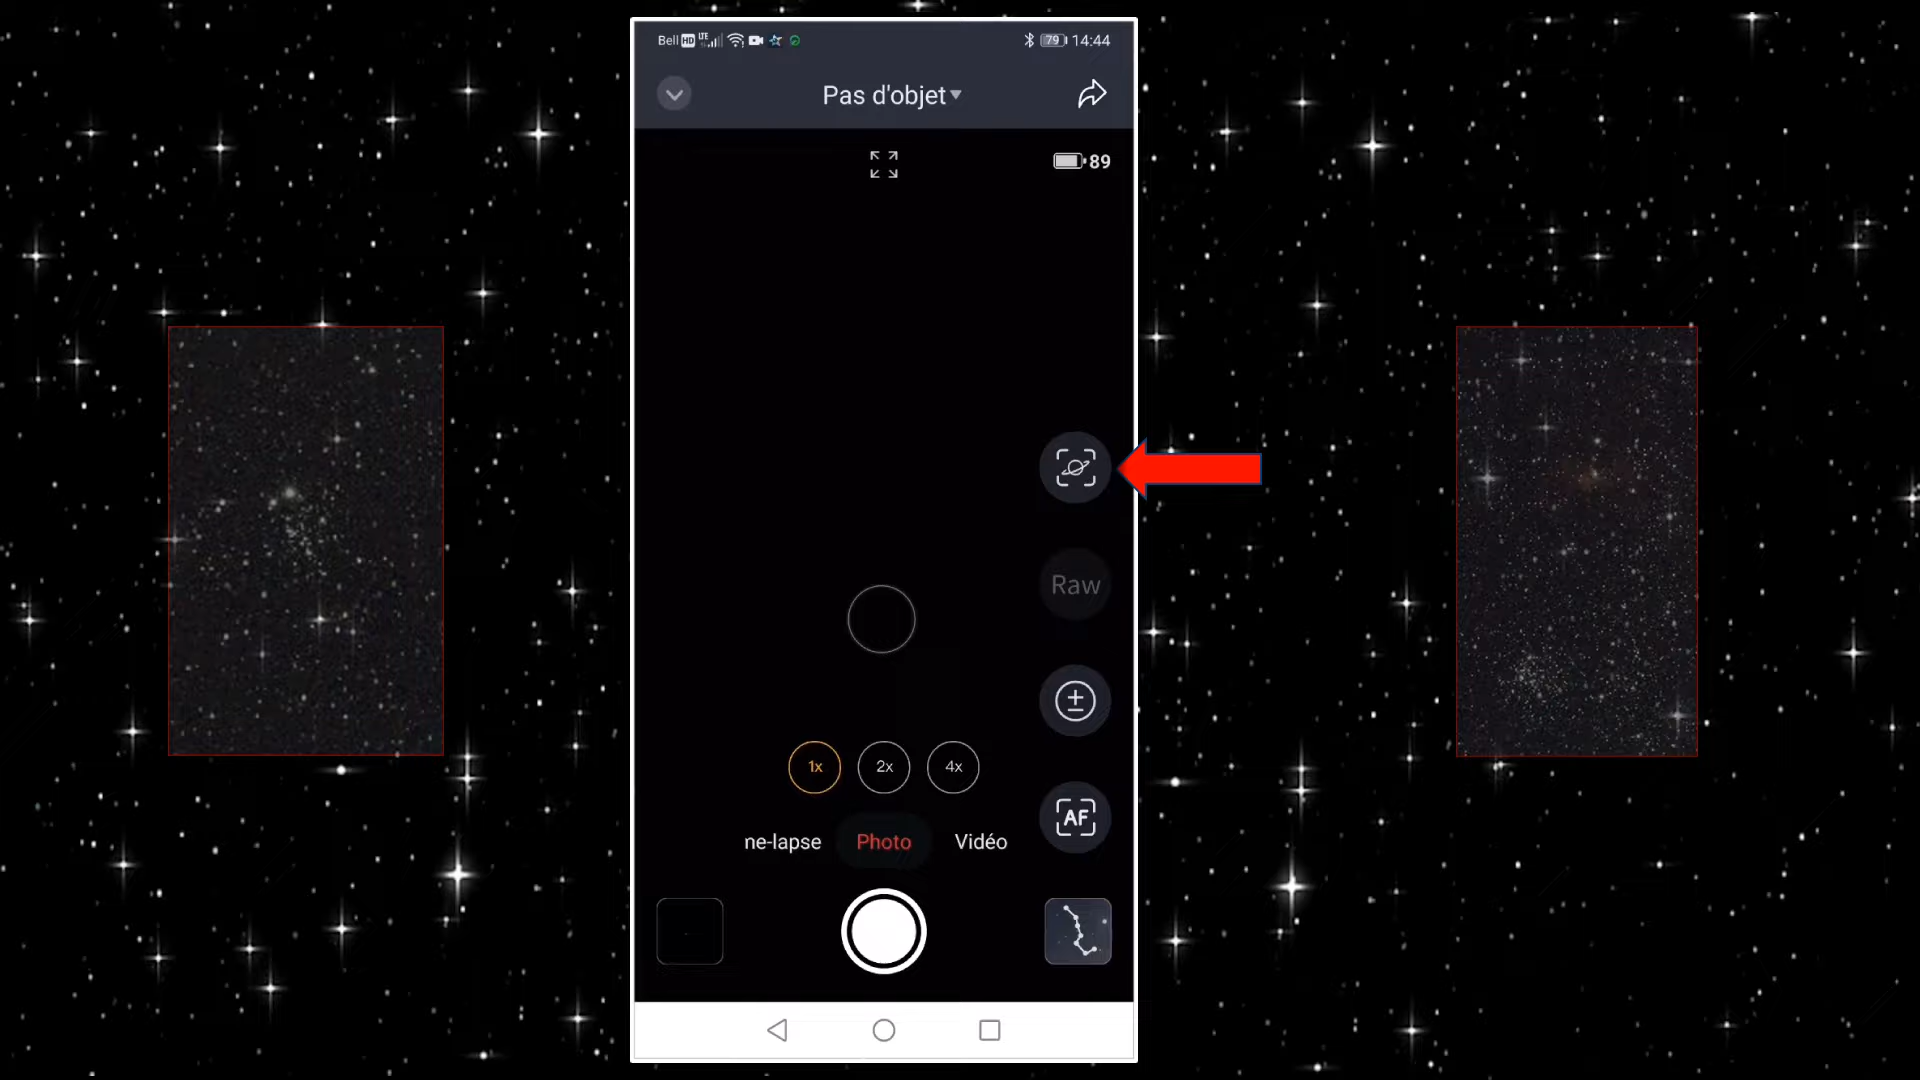 Bell HD LTE 79 14:44
Pas d'objet
89
Raw
1x 2x 4x
AF
ne-lapse Photo Vidéo